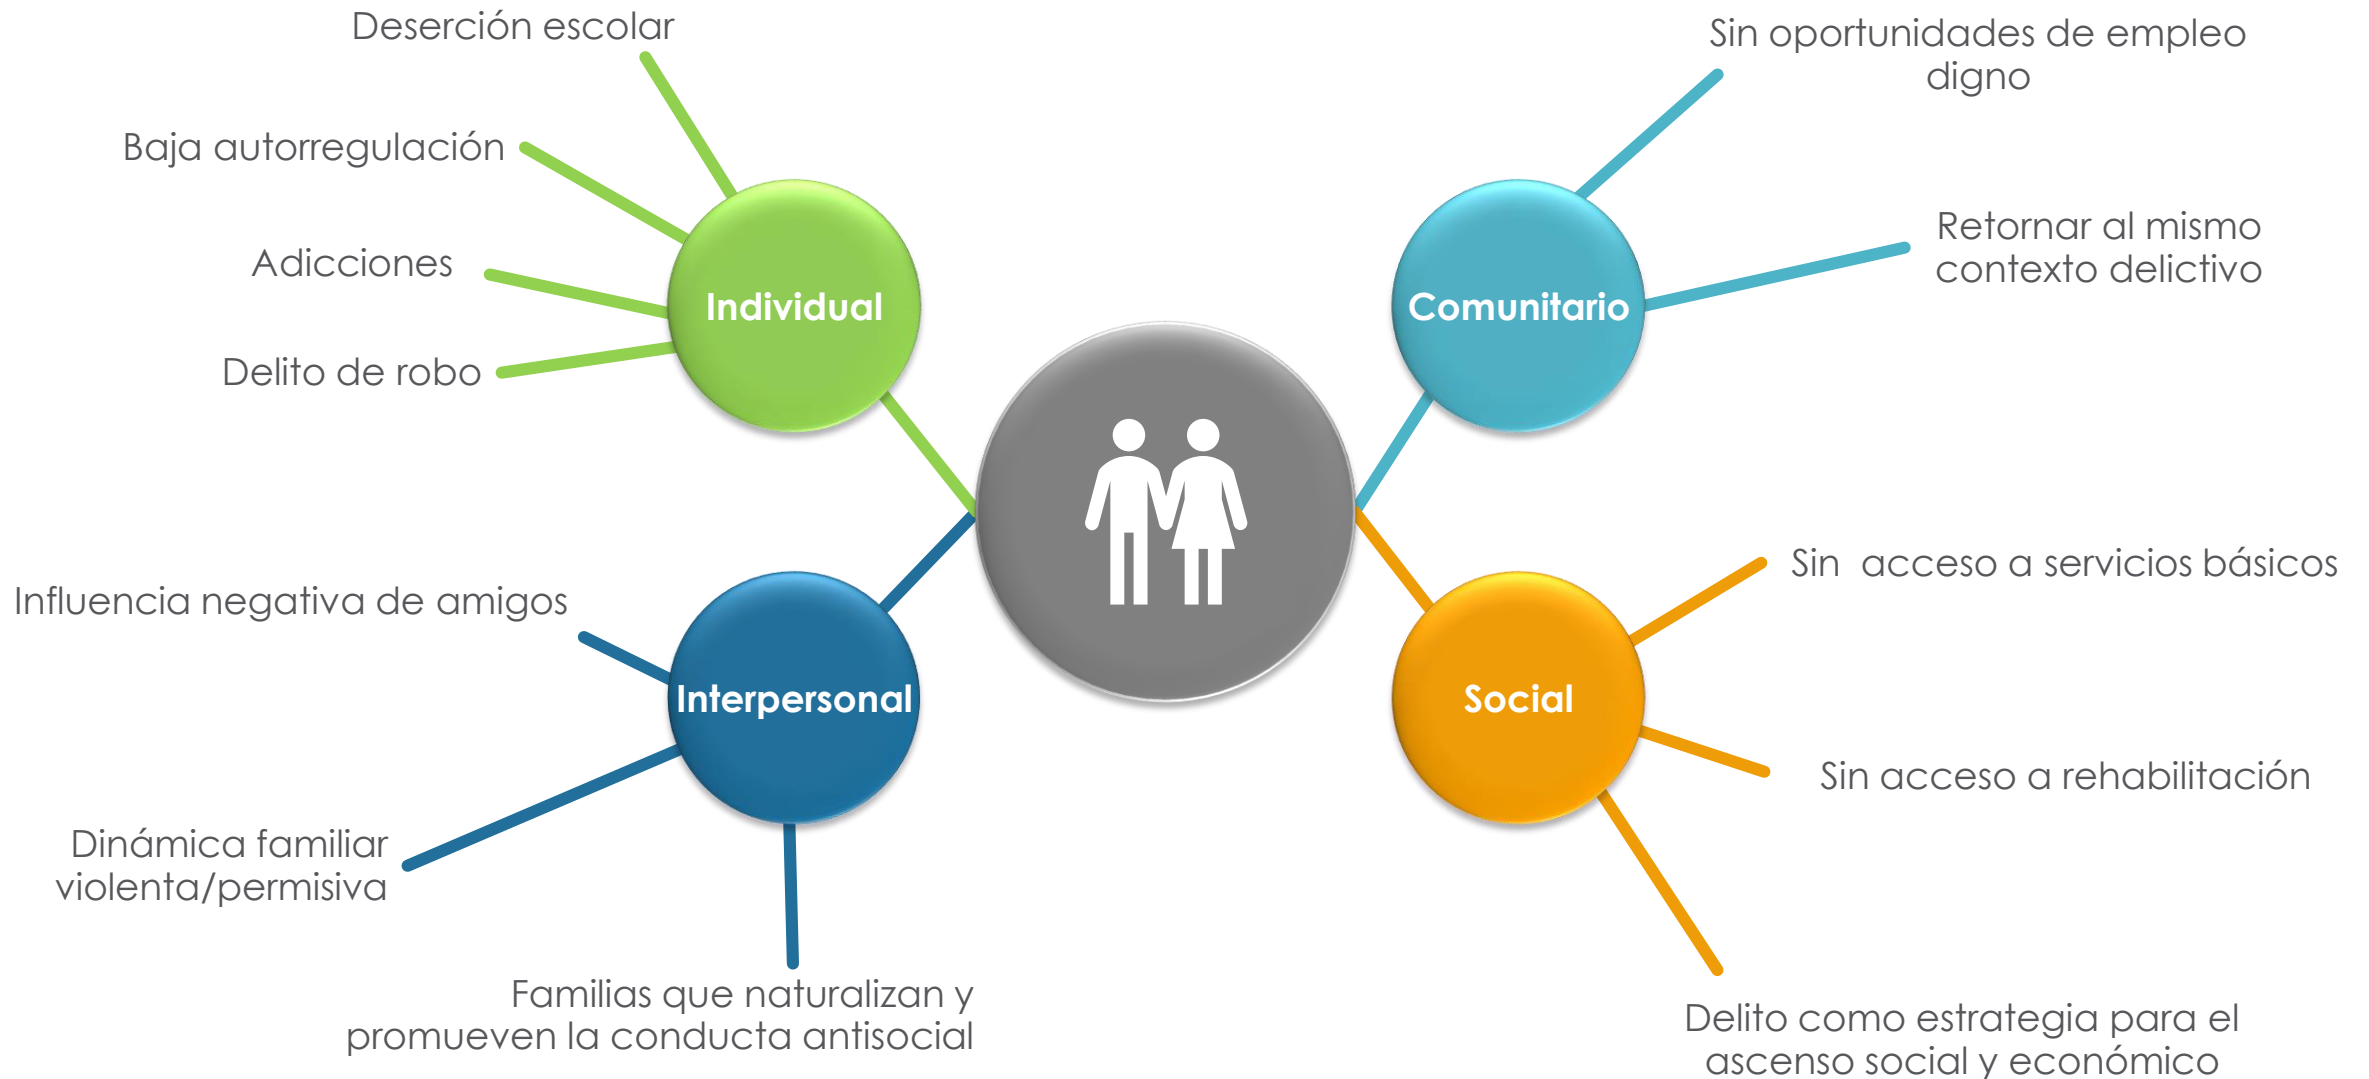 Deserción escolar
Baja autorregulación
Adicciones
Delito de robo
Individual
Sin oportunidades de empleo
digno
Retornar al mismo
contexto delictivo
Comunitario
Influencia negativa de amigos
Interpersonal
Dinámica familiar
violenta/permisiva
Familias que naturalizan y
promueven la conducta antisocial
Sin  acceso a servicios básicos
Social
Sin acceso a rehabilitación
Delito como estrategia para el
ascenso social y económico